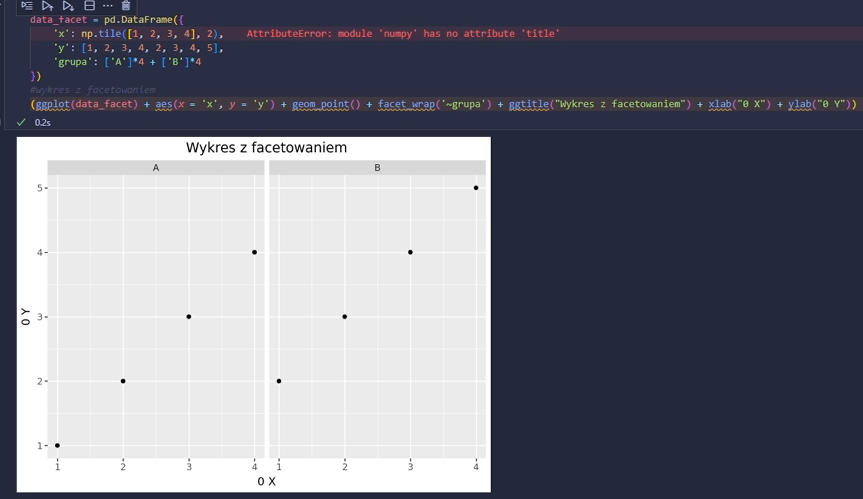 data_facet = pd.DataFrame({
'x': np.tile([1, 2, 3, 4], 2), AttributeError: module 'numpy' has no attribute 'title'
'y': [1, 2, 3, 4, 2, 3, 4, 5],
'grupa': ['A']*4 + ['B']*4
})
#wykres z facetowaniem
(ggplot(data_facet) + aes(x = 'x', y = 'y') + geom_point() + facet_wrap('~grupa') + ggtitle("Wykres z facetowaniem") + xlab("0 X") + ylab("0 Y"))
0.2s
Wykres z facetowaniem
A B
5
4
3
2
1
0 Y
1 2 3 4 1 2 3 4
0 X